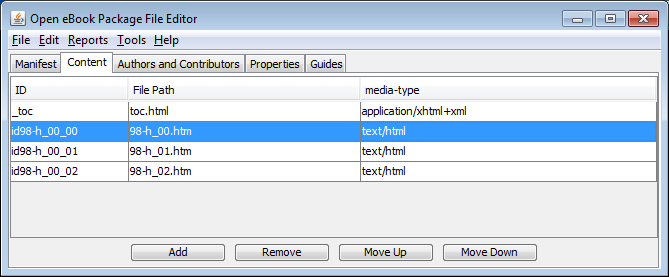 Open eBook Package File Editor
File Edit Reports Tools Help
Manifest Content Authors and Contributors Properties Guides
ID File Path media-type
_toc toc.html application/xhtml+xml
id98-h_00_00 98-h_00.htm text/html
id98-h_00_01 98-h_01.htm text/html
id98-h_00_02 98-h_02.htm text/html
Add Remove Move Up Move Down